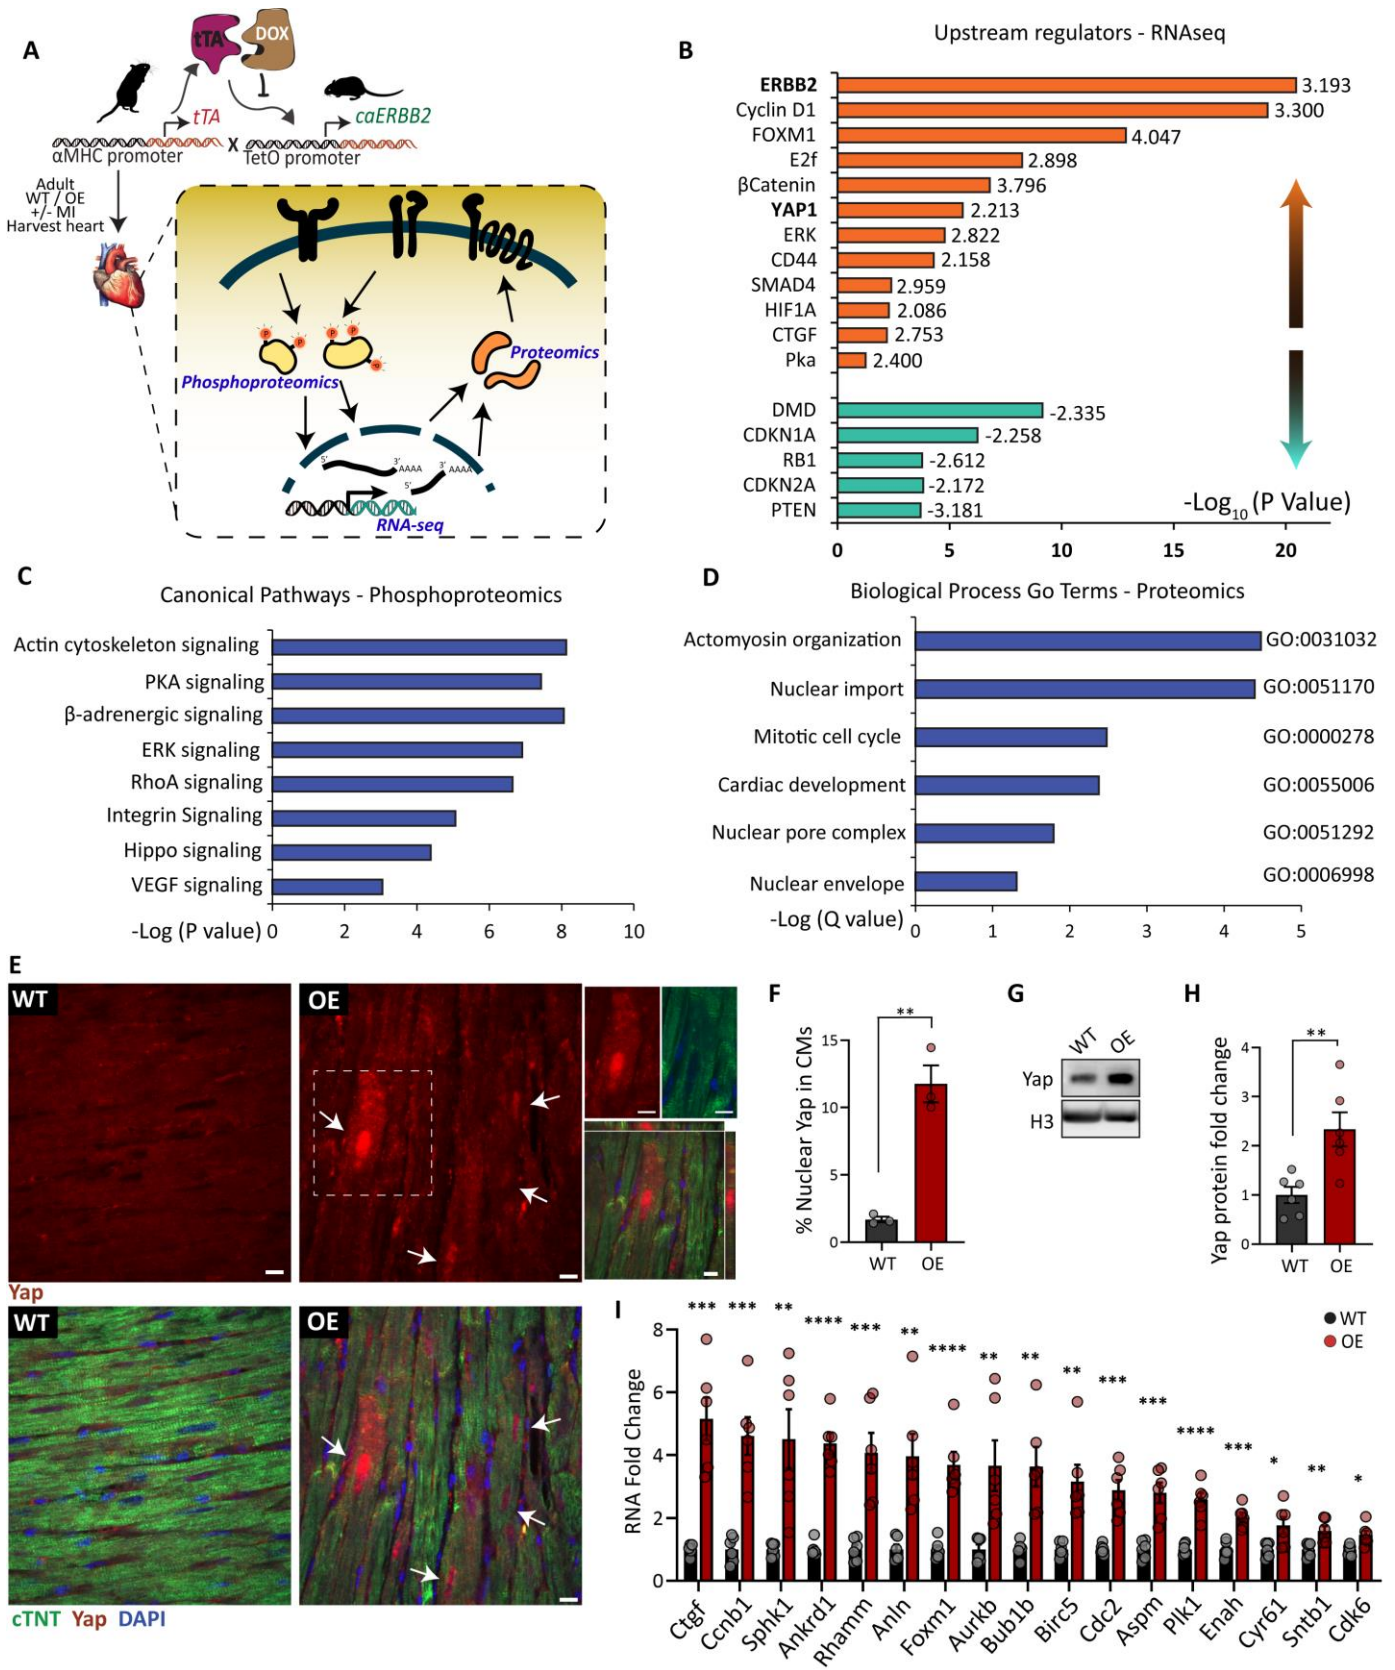 A
tTA
DOX
tTA
caERBB2
αMHC promoter
X
TetO promoter
Adult
WT / OE
+/- MI
Harvest heart
P
P
P
P
P
Phosphoproteomics
Proteomics
5'
3'
AAAA
5'
3'
AAAA
RNA-seq
B
Upstream regulators - RNAseq
ERBB2 3.193
Cyclin D1 3.300
FOXM1 4.047
E2f 2.898
βCatenin 3.796
YAP1 2.213
ERK 2.822
CD44 2.158
SMAD4 2.959
HIF1A 2.086
CTGF 2.753
Pka 2.400
DMD -2.335
CDKN1A -2.258
RB1 -2.612
CDKN2A -2.172
PTEN -3.181
-Log10 (P Value)
0 5 10 15 20
C
Canonical Pathways - Phosphoproteomics
Actin cytoskeleton signaling
PKA signaling
β-adrenergic signaling
ERK signaling
RhoA signaling
Integrin Signaling
Hippo signaling
VEGF signaling
-Log (P value) 0 2 4 6 8 10
D
Biological Process Go Terms - Proteomics
Actomyosin organization GO:0031032
Nuclear import GO:0051170
Mitotic cell cycle GO:0000278
Cardiac development GO:0055006
Nuclear pore complex GO:0051292
Nuclear envelope GO:0006998
-Log (Q value) 0 1 2 3 4 5
E
WT
OE
Yap
WT
OE
cTNT Yap DAPI
F
% Nuclear Yap in CMs
15
10
5
0
**
WT OE
G
WT OE
Yap
H3
H
Yap protein fold change
4
3
2
1
0
**
WT OE
I
RNA Fold Change
8
6
4
2
0
*** *** ** **** *** ** **** ** ** ** *** *** **** *** * ** *
WT
OE
Ctgf Ccnb1 Sphk1 Ankrd1 Rhamm Anln Foxm1 Aurkb Bub1b Birc5 Cdc2 Aspm Plk1 Enah Cyr61 Sntb1 Cdk6